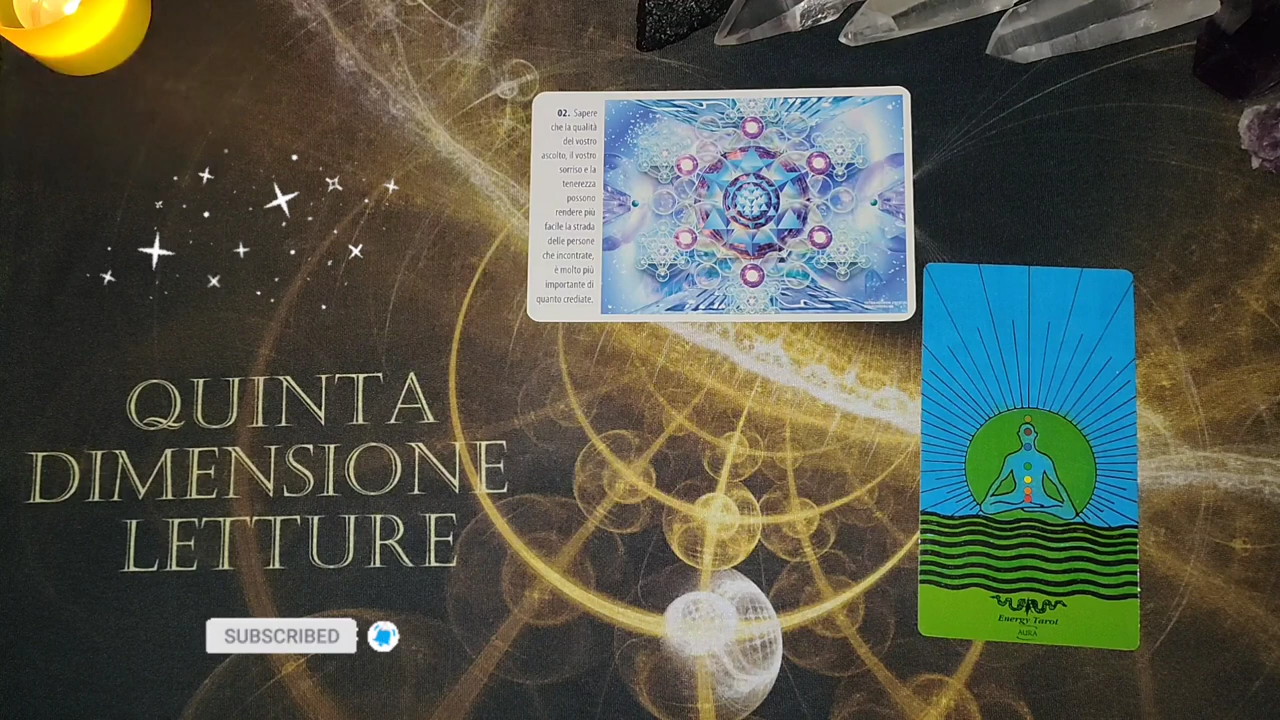 02. Sapere
che la qualità
del vostro
ascolto, il vostro
sorriso e la
tenerezza
possono
rendere più
facile la strada
delle persone
che incontrate,
è molto più
importante di
quanto crediate.
QUINTA
DIMENSIONE
LETTURE
SUBSCRIBED
Energy Tarot
AURA